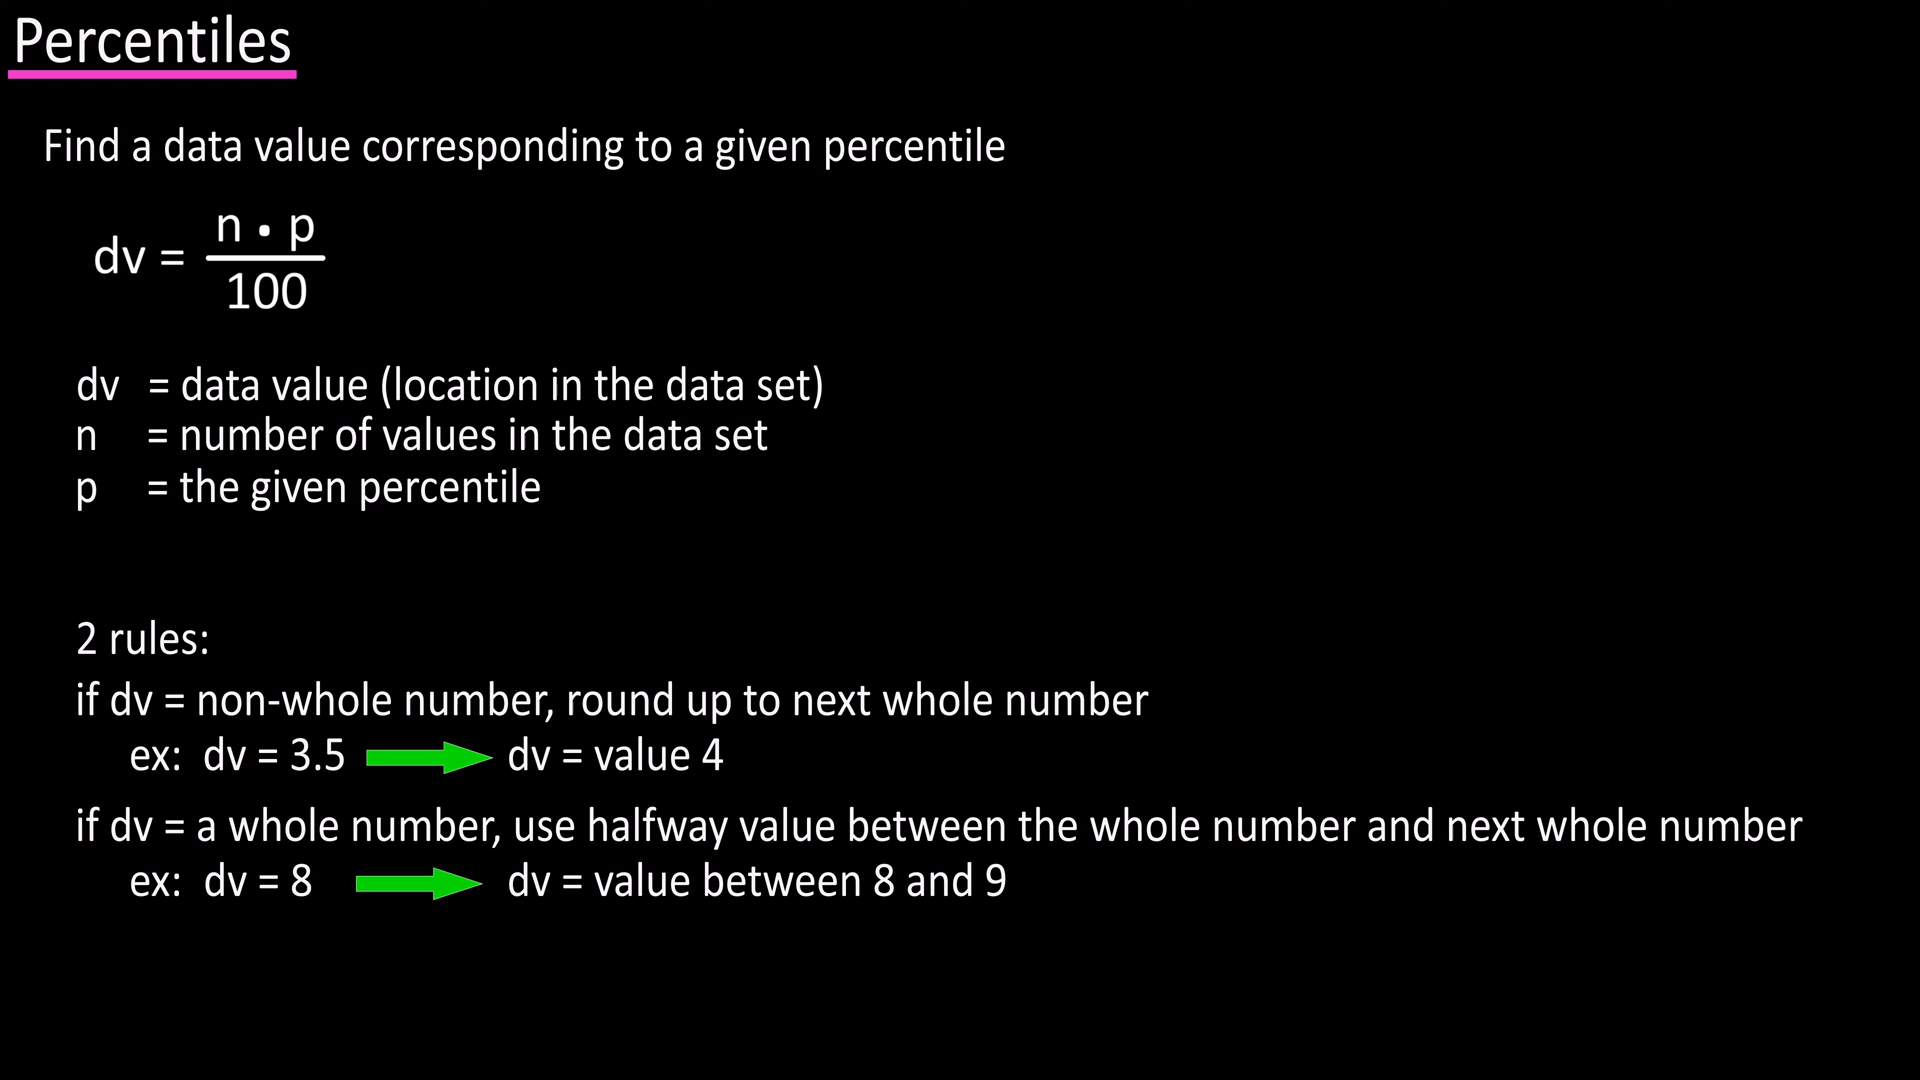 Percentiles
Find a data value corresponding to a given percentile
dv = n · p
100
dv = data value (location in the data set)
n = number of values in the data set
p = the given percentile
2 rules:
if dv = non-whole number, round up to next whole number
ex: dv = 3.5 dv = value 4
if dv = a whole number, use halfway value between the whole number and next whole number
ex: dv = 8 dv = value between 8 and 9